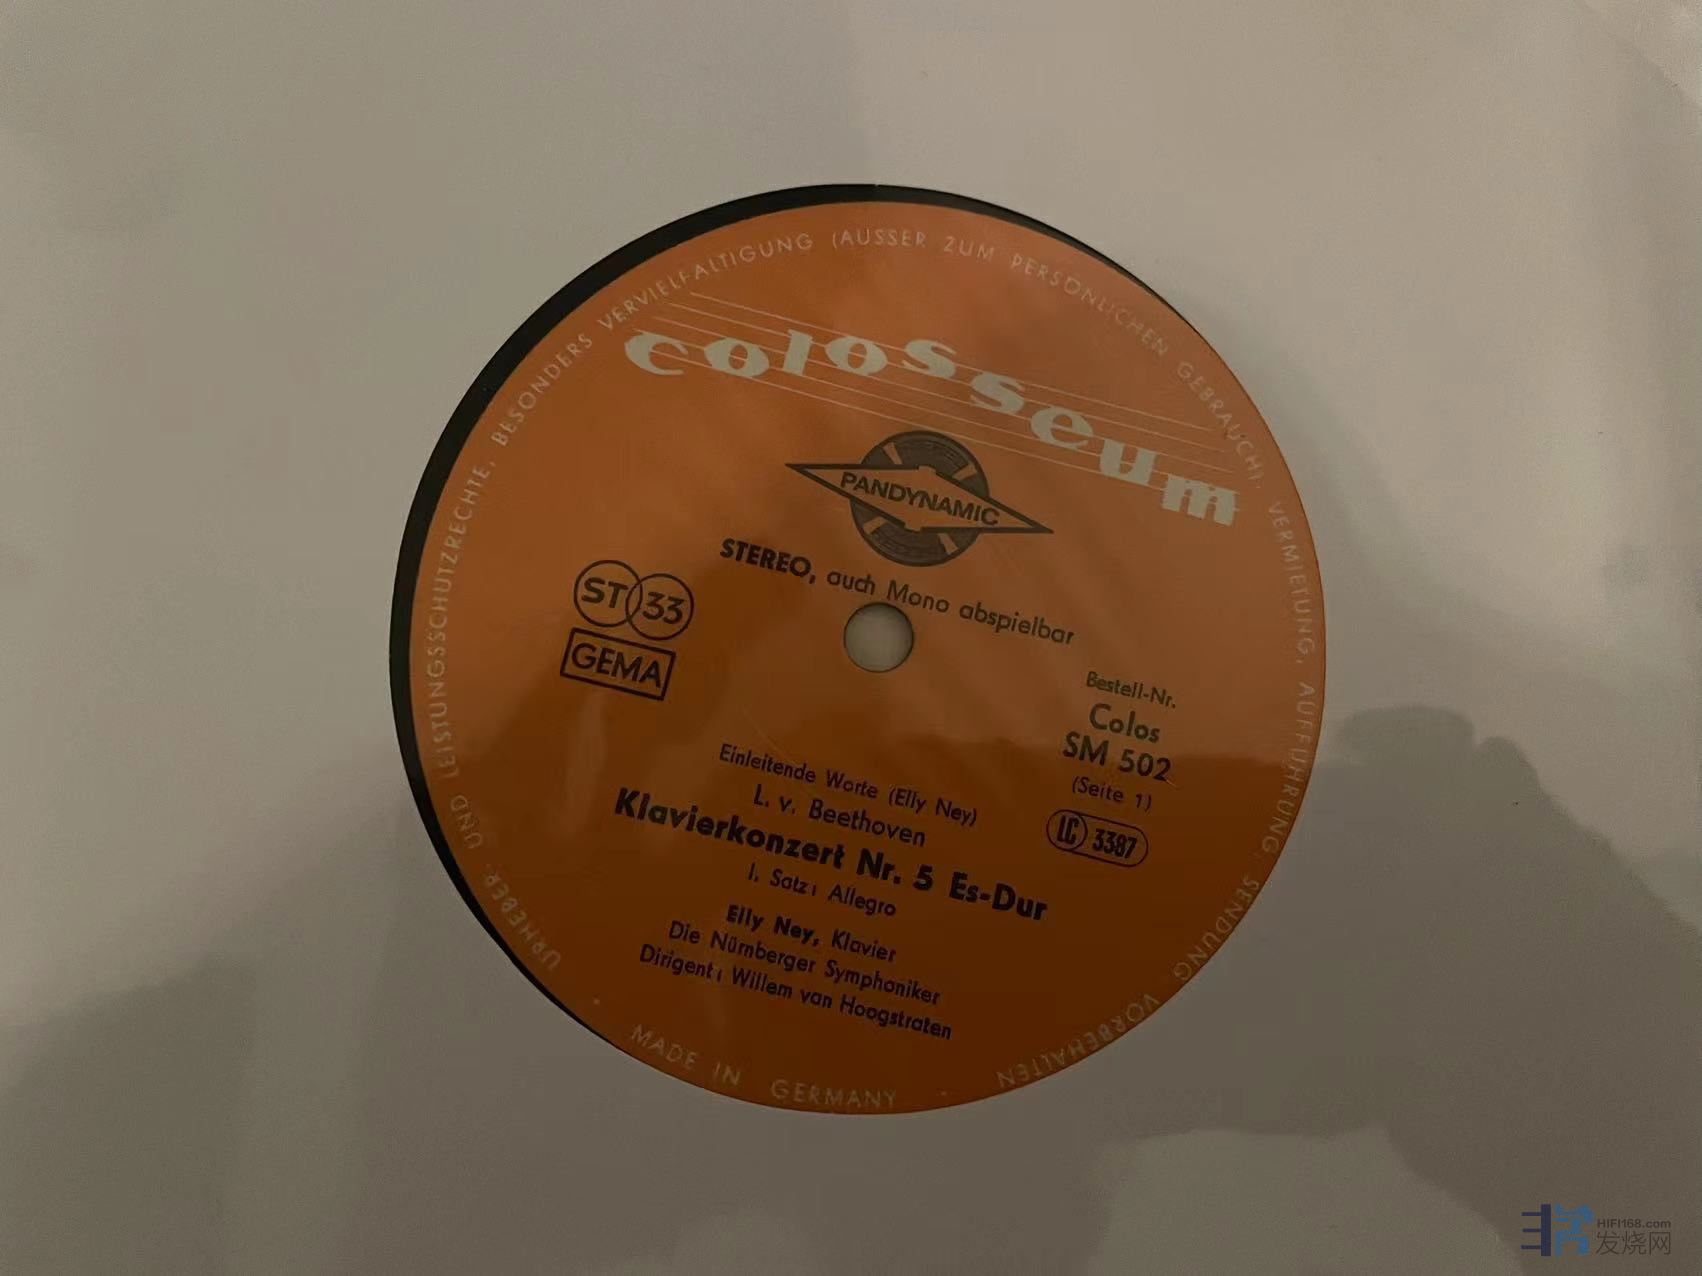 URHEBER- UND LEISTUNGSSCHUTZRECHTE, BESONDERS VERVIELFÄLTIGUNG (AUSSER ZUM PERSÖNLICHEN GEBRAUCH), VERMIETUNG, AUFFÜHRUNG, SENDUNG VORBEHALTEN
colosseum
PANDYNAMIC
STEREO, auch Mono abspielbar
ST 33
GEMA
Bestell-Nr.
Colos
SM 502
(Seite 1)
LC 3387
Einleitende Worte (Elly Ney)
L. v. Beethoven
Klavierkonzert Nr. 5 Es-Dur
I. Satz: Allegro
Elly Ney, Klavier
Die Nürnberger Symphoniker
Dirigent: Willem van Hoogstraten
MADE IN GERMANY
HIFI168.com
发烧网